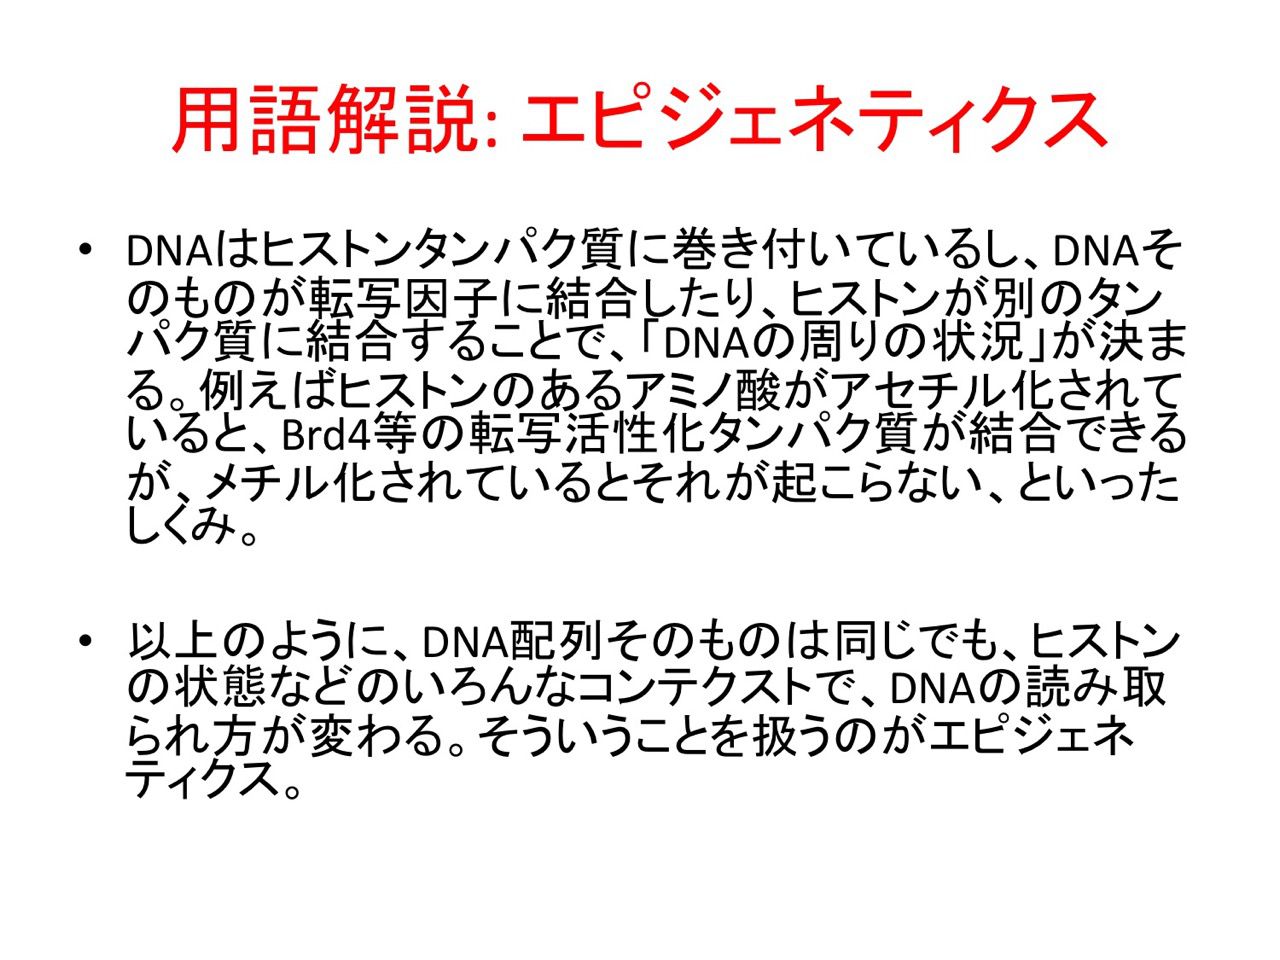 用語解説: エピジェネティクス
• DNAはヒストンタンパク質に巻き付いているし、DNAそ
のものが転写因子に結合したり、ヒストンが別のタン
パク質に結合することで、「DNAの周りの状況」が決ま
る。例えばヒストンのあるアミノ酸がアセチル化されて
いると、Brd4等の転写活性化タンパク質が結合できる
が、メチル化されているとそれが起こらない、といった
しくみ。
• 以上のように、DNA配列そのものは同じでも、ヒストン
の状態などのいろんなコンテクストで、DNAの読み取
られ方が変わる。そういうことを扱うのがエピジェネ
ティクス。